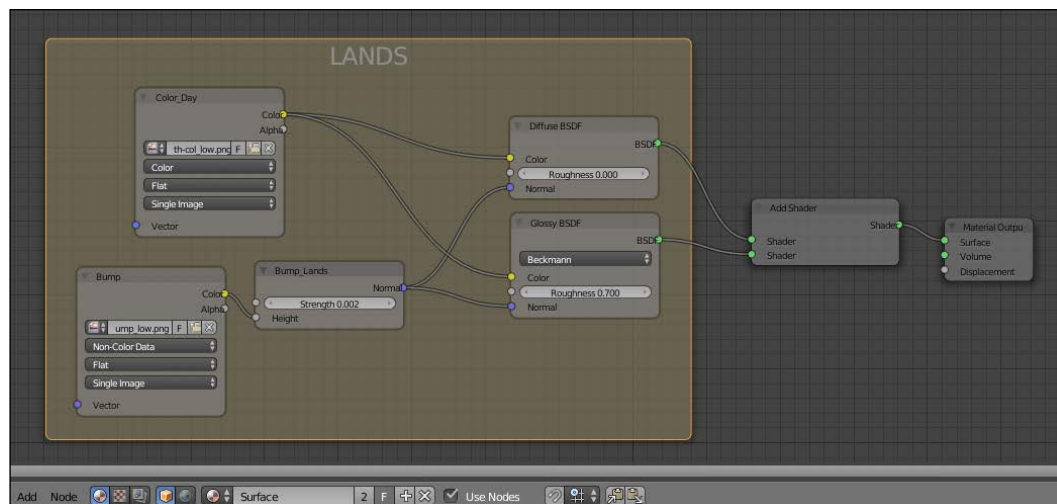 LANDS
Color_Day
Color
Alpha
th-col_low.png F
Color
Flat
Single Image
Vector
Bump
Color
Alpha
ump_low.png F
Non-Color Data
Flat
Single Image
Vector
Bump_Lands
Normal
Strength 0.002
Height
Diffuse BSDF
BSDF
Color
Roughness 0.000
Normal
Glossy BSDF
BSDF
Beckmann
Color
Roughness 0.700
Normal
Add Shader
Shader
Shader
Shader
Material Outpu
Surface
Volume
Displacement
Add Node Surface 2 F Use Nodes